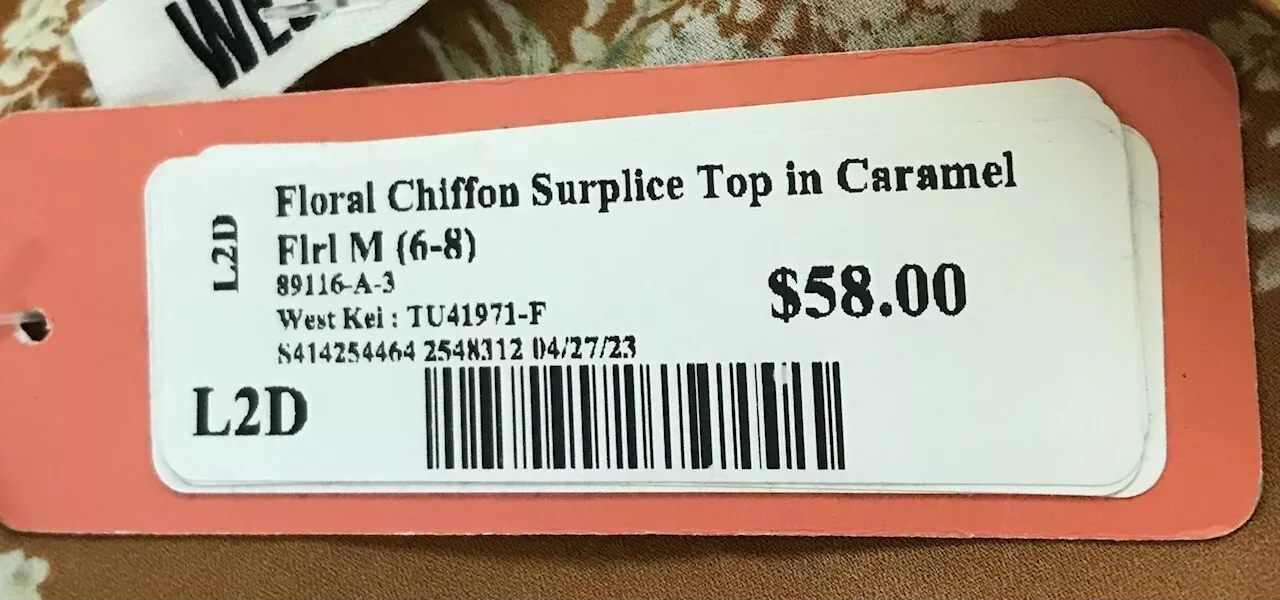 WE
Floral Chiffon Surplice Top in Caramel
L2D
Flrl M (6-8)
89116-A-3
$58.00
West Kei : TU41971-F
S414254464 2548312 04/27/23
L2D